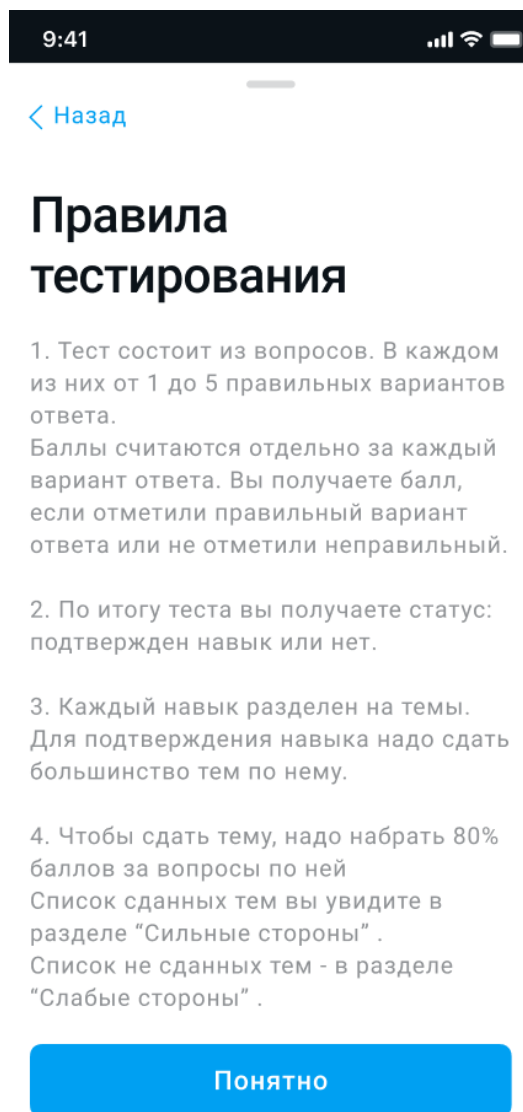 9:41
Назад
Правила
тестирования
1. Тест состоит из вопросов. В каждом
из них от 1 до 5 правильных вариантов
ответа.
Баллы считаются отдельно за каждый
вариант ответа. Вы получаете балл,
если отметили правильный вариант
ответа или не отметили неправильный.
2. По итогу теста вы получаете статус:
подтвержден навык или нет.
3. Каждый навык разделен на темы.
Для подтверждения навыка надо сдать
большинство тем по нему.
4. Чтобы сдать тему, надо набрать 80%
баллов за вопросы по ней
Список сданных тем вы увидите в
разделе “Сильные стороны” .
Список не сданных тем - в разделе
“Слабые стороны” .
Понятно